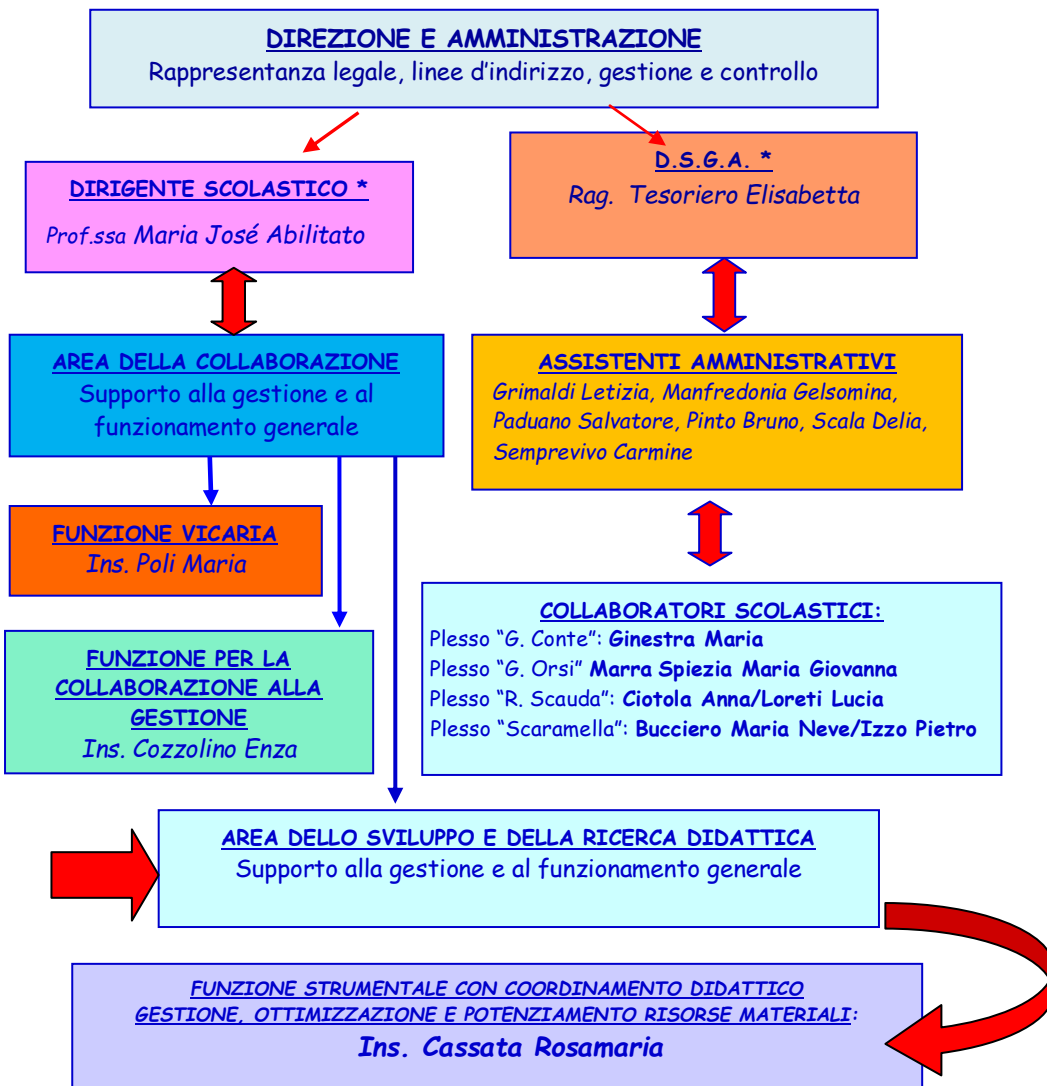 DIREZIONE E AMMINISTRAZIONE
Rappresentanza legale, linee d'indirizzo, gestione e controllo
DIRIGENTE SCOLASTICO *
Prof.ssa Maria José Abilitato
D.S.G.A. *
Rag. Tesoriero Elisabetta
AREA DELLA COLLABORAZIONE
Supporto alla gestione e al
funzionamento generale
ASSISTENTI AMMINISTRATIVI
Grimaldi Letizia, Manfredonia Gelsomina,
Paduano Salvatore, Pinto Bruno, Scala Delia,
Semprevivo Carmine
FUNZIONE VICARIA
Ins. Poli Maria
FUNZIONE PER LA
COLLABORAZIONE ALLA
GESTIONE
Ins. Cozzolino Enza
COLLABORATORI SCOLASTICI:
Plesso “G. Conte”: Ginestra Maria
Plesso “G. Orsi” Marra Spiezia Maria Giovanna
Plesso “R. Scauda”: Ciotola Anna/Loreti Lucia
Plesso “Scaramella”: Bucciero Maria Neve/Izzo Pietro
AREA DELLO SVILUPPO E DELLA RICERCA DIDATTICA
Supporto alla gestione e al funzionamento generale
FUNZIONE STRUMENTALE CON COORDINAMENTO DIDATTICO
GESTIONE, OTTIMIZZAZIONE E POTENZIAMENTO RISORSE MATERIALI:
Ins. Cassata Rosamaria